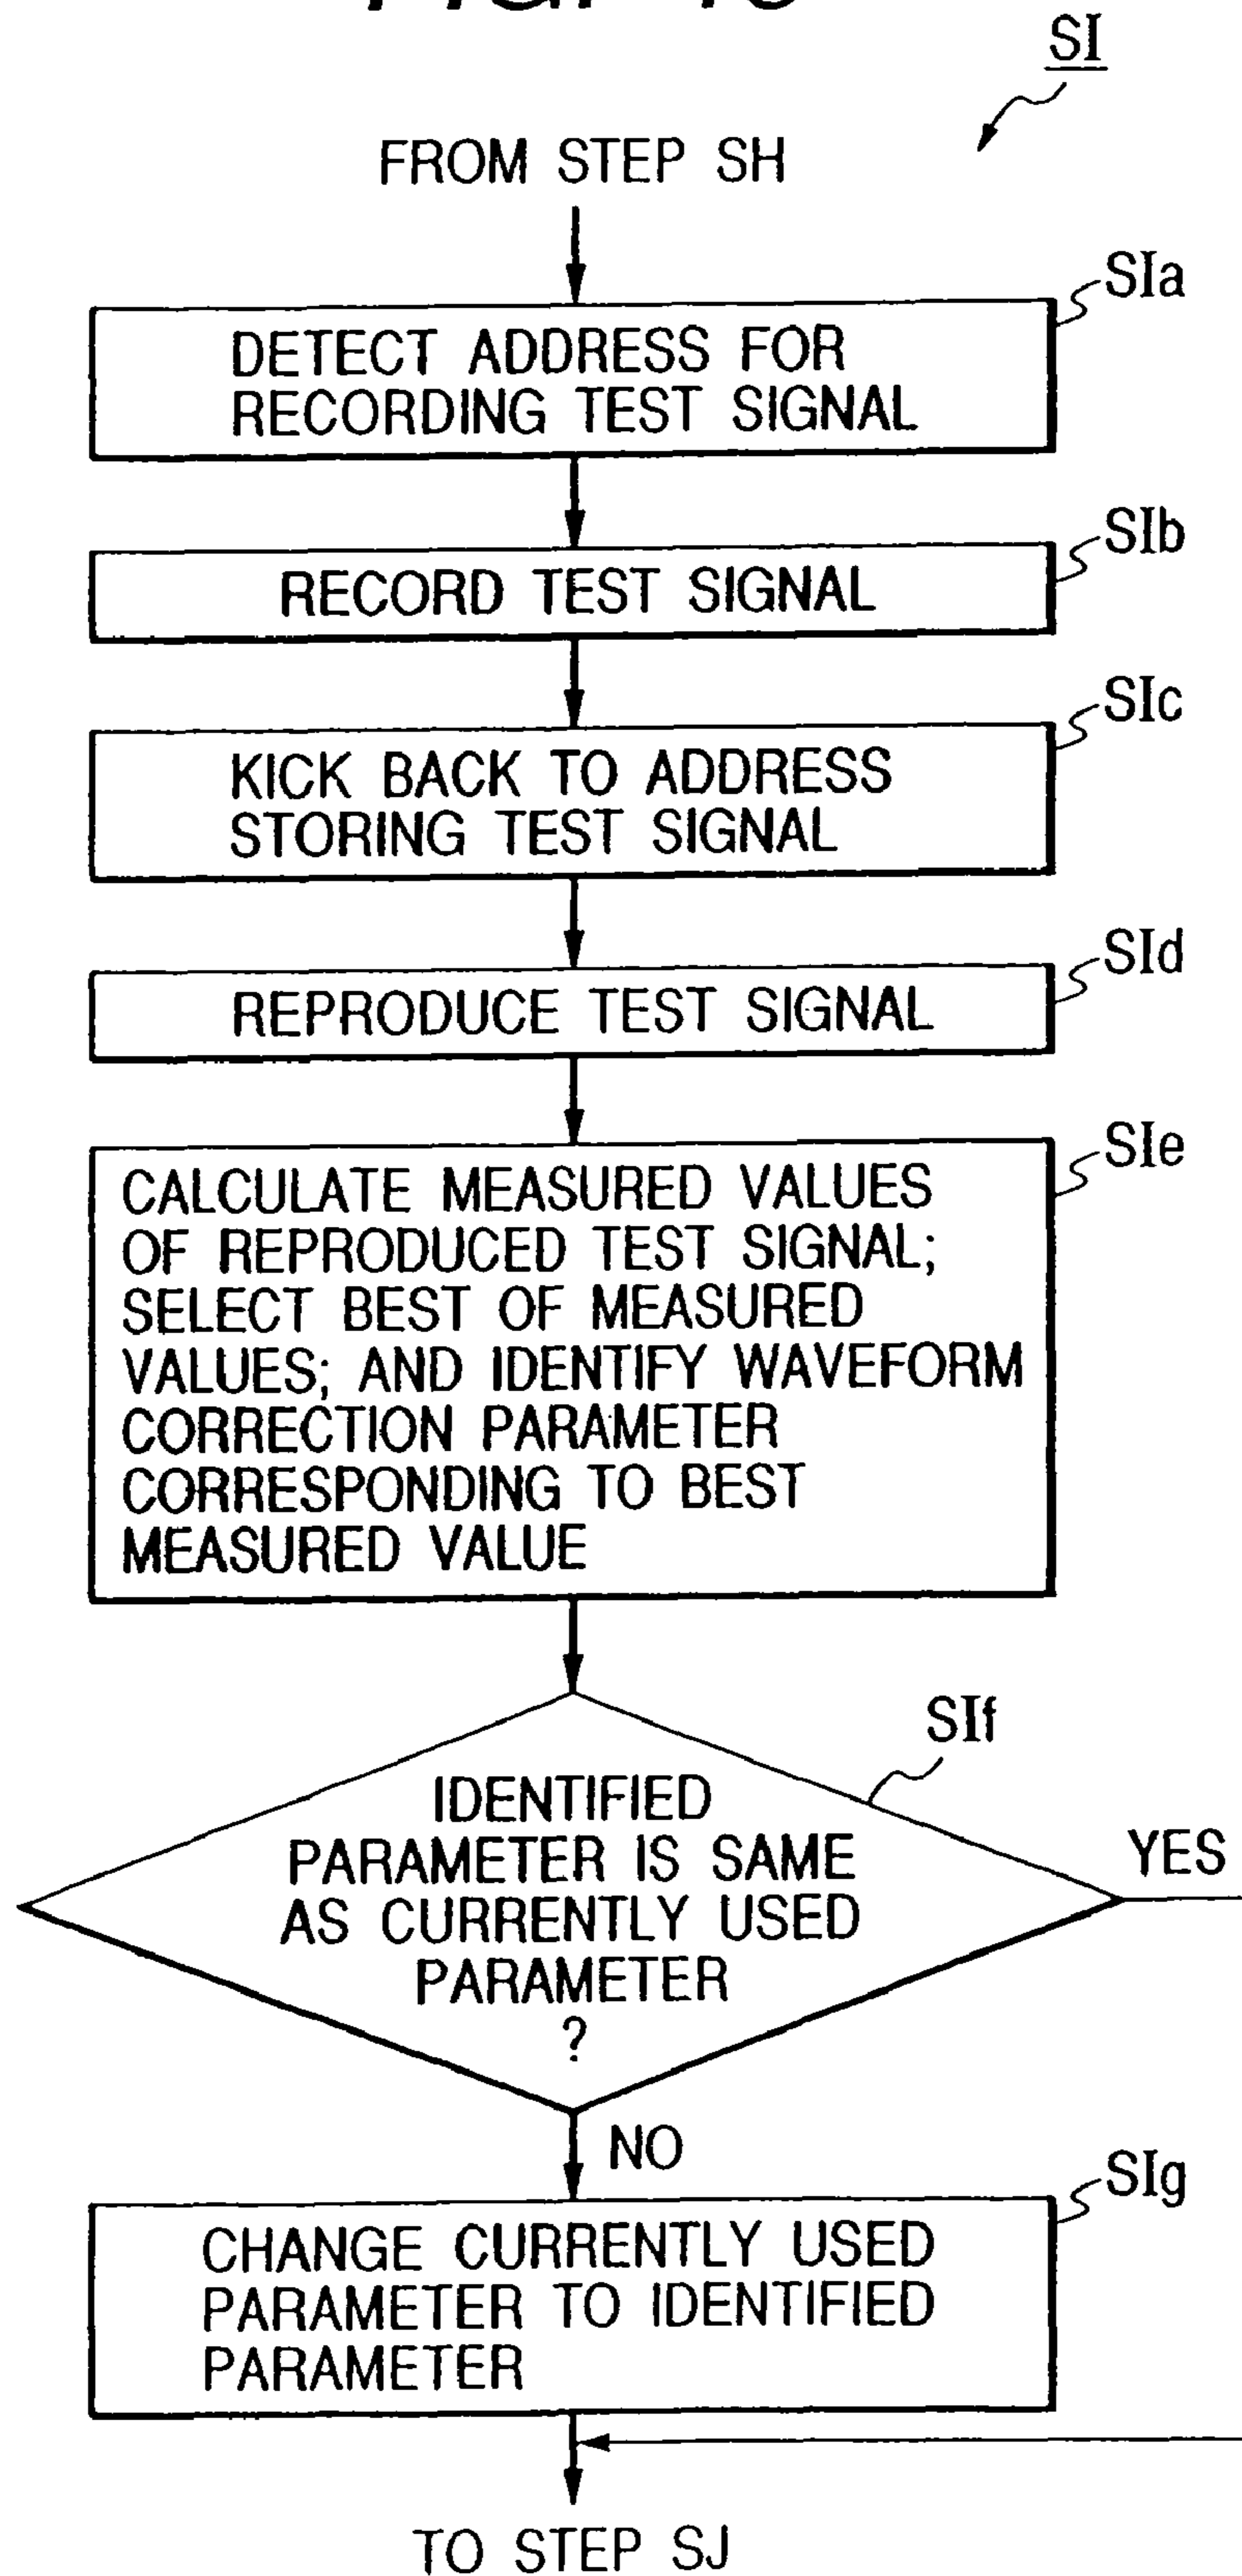 SI
FROM STEP SH
SIa
DETECT ADDRESS FOR
RECORDING TEST SIGNAL
SIb
RECORD TEST SIGNAL
SIc
KICK BACK TO ADDRESS
STORING TEST SIGNAL
SId
REPRODUCE TEST SIGNAL
SIe
CALCULATE MEASURED VALUES
OF REPRODUCED TEST SIGNAL;
SELECT BEST OF MEASURED
VALUES; AND IDENTIFY WAVEFORM
CORRECTION PARAMETER
CORRESPONDING TO BEST
MEASURED VALUE
SIf
IDENTIFIED
PARAMETER IS SAME
AS CURRENTLY USED
PARAMETER
?
YES
NO
SIg
CHANGE CURRENTLY USED
PARAMETER TO IDENTIFIED
PARAMETER
TO STEP SJ